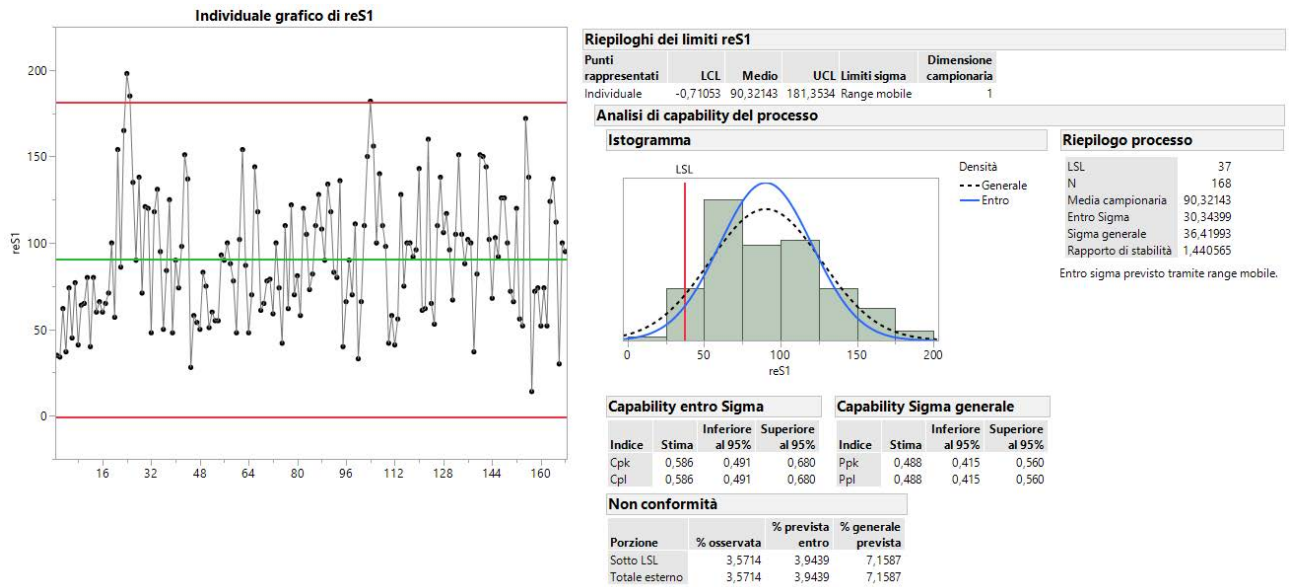 Individuale grafico di reS1
200
150
100
50
0
reS1
16 32 48 64 80 96 112 128 144 160
Riepiloghi dei limiti reS1
Punti rappresentati LCL Medio UCL Limiti sigma Dimensione campionaria
Individuale -0,71053 90,32143 181,3534 Range mobile 1
Analisi di capability del processo
Istogramma
LSL
0 50 100 150 200
reS1
Densità
Generale
Entro
Riepilogo processo
LSL 37
N 168
Media campionaria 90,32143
Entro Sigma 30,34399
Sigma generale 36,41993
Rapporto di stabilità 1,440565
Entro sigma previsto tramite range mobile.
Capability entro Sigma
Indice Stima Inferiore al 95% Superiore al 95%
Cpk 0,586 0,491 0,680
Cpl 0,586 0,491 0,680
Capability Sigma generale
Indice Stima Inferiore al 95% Superiore al 95%
Ppk 0,488 0,415 0,560
Ppl 0,488 0,415 0,560
Non conformità
Porzione % osservata % prevista entro % generale prevista
Sotto LSL 3,5714 3,9439 7,1587
Totale esterno 3,5714 3,9439 7,1587